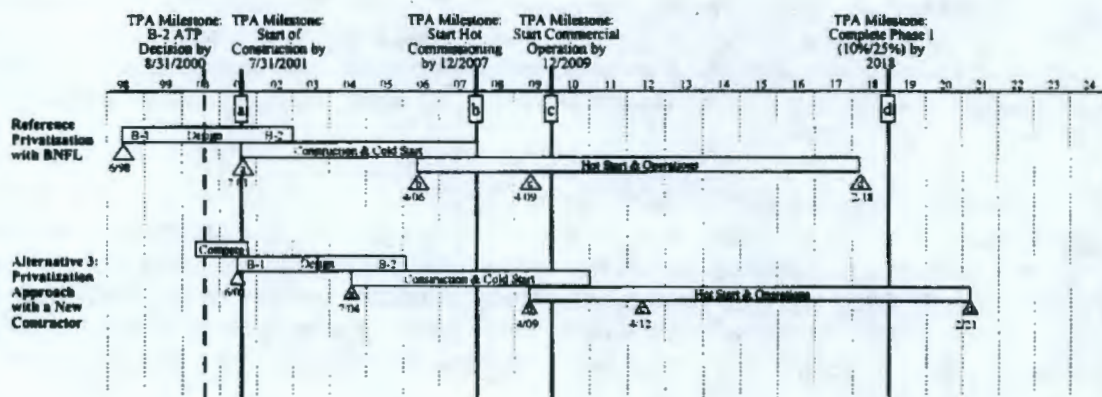 TPA Milestone:
B-2 ATP
Decision by
8/31/2000
TPA Milestone:
Start of
Construction by
7/31/2001
TPA Milestone:
Start Hot
Commissioning
by 12/2007
TPA Milestone:
Start Commercial
Operation by
12/2009
TPA Milestone:
Complete Phase 1
(10%/25%) by
2018
98 99 00 01 02 03 04 05 06 07 08 09 10 11 12 13 14 15 16 17 18 19 20 21 22 23 24
a b c d
Reference
Privatization
with BNFL
B-1 Design B-2
Construction & Cold Start
Hot Start & Operations
6/98
4/06
4/09
2/18
Alternative 3:
Privatization
Approach
with a New
Contractor
Compete
B-1 Design B-2
Construction & Cold Start
Hot Start & Operations
7/04
4/09
4/12
2/21